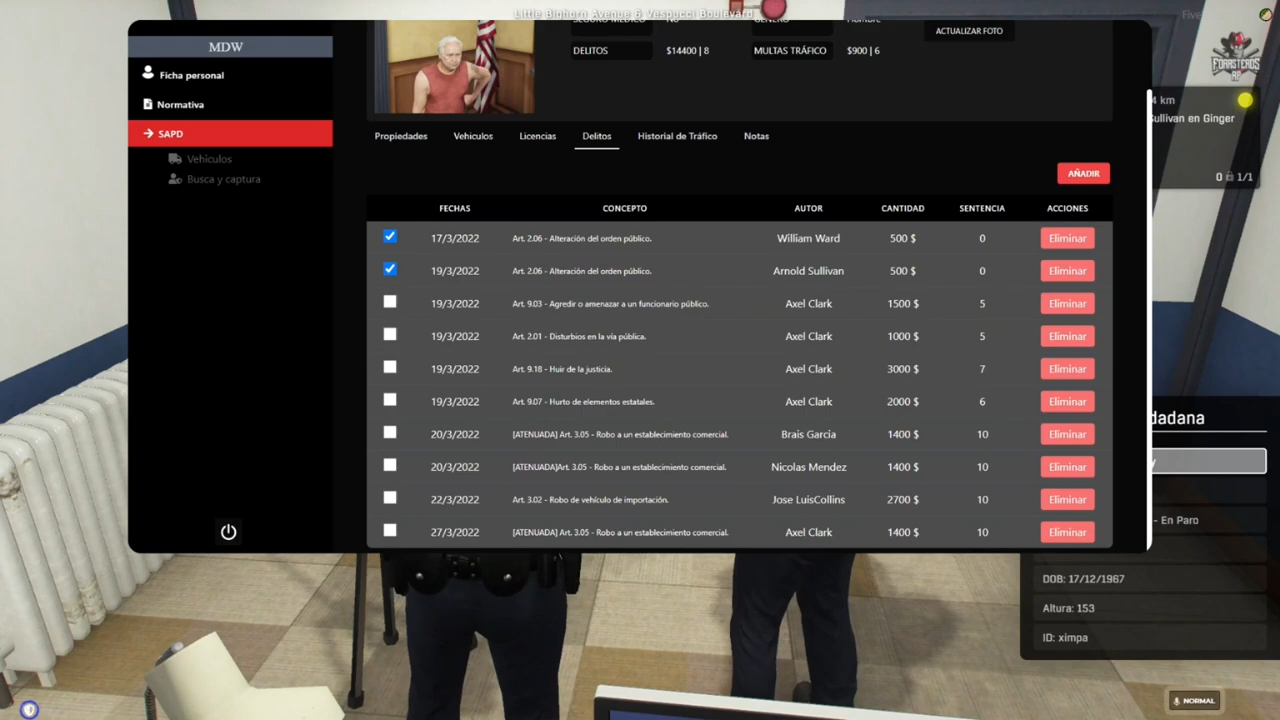 Little Bighorn Avenue 6 Vespucci Boulevard
Five
MDW
Ficha personal
Normativa
SAPD
Vehículos
Busca y captura
DELITOS $14400 | 8 MULTAS TRÁFICO $900 | 6
ACTUALIZAR FOTO
FORASTEROS RP
4 km
Sullivan en Ginger
0 1/1
Propiedades Vehiculos Licencias Delitos Historial de Tráfico Notas
AÑADIR
FECHAS CONCEPTO AUTOR CANTIDAD SENTENCIA ACCIONES
17/3/2022 Art. 2.06 - Alteración del orden público. William Ward 500 $ 0 Eliminar
19/3/2022 Art. 2.06 - Alteración del orden público. Arnold Sullivan 500 $ 0 Eliminar
19/3/2022 Art. 9.03 - Agredir o amenazar a un funcionario público. Axel Clark 1500 $ 5 Eliminar
19/3/2022 Art. 2.01 - Disturbios en la vía pública. Axel Clark 1000 $ 5 Eliminar
19/3/2022 Art. 9.18 - Huir de la justicia. Axel Clark 3000 $ 7 Eliminar
19/3/2022 Art. 9.07 - Hurto de elementos estatales. Axel Clark 2000 $ 6 Eliminar
20/3/2022 [ATENUADA] Art. 3.05 - Robo a un establecimiento comercial. Brais Garcia 1400 $ 10 Eliminar
20/3/2022 [ATENUADA]Art. 3.05 - Robo a un establecimiento comercial. Nicolas Mendez 1400 $ 10 Eliminar
22/3/2022 Art. 3.02 - Robo de vehículo de importación. Jose LuisCollins 2700 $ 10 Eliminar
27/3/2022 [ATENUADA] Art. 3.05 - Robo a un establecimiento comercial. Axel Clark 1400 $ 10 Eliminar
dadana
y
- En Paro
DOB: 17/12/1967
Altura: 153
ID: ximpa
NORMAL